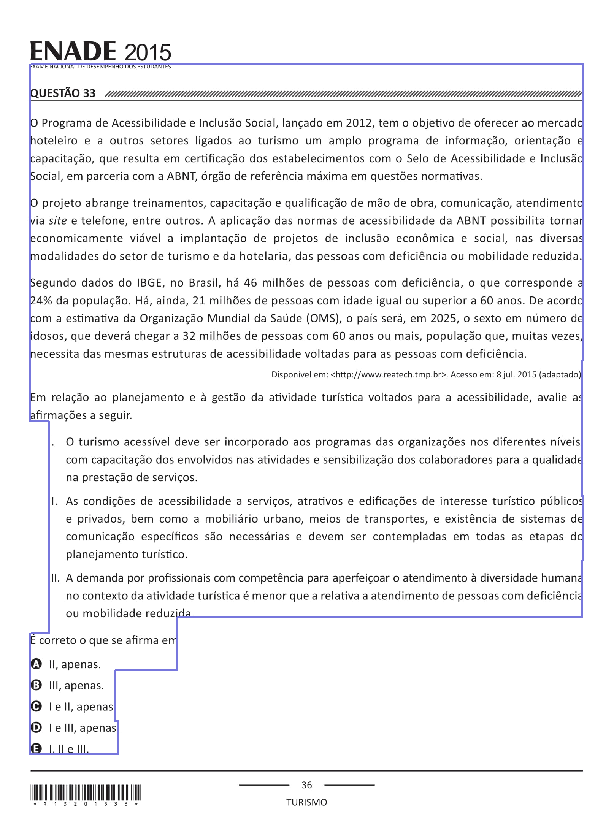 ENADE 2015
EXAME NACIONAL DE DESEMPENHO DOS ESTUDANTES
QUESTÃO 33
O Programa de Acessibilidade e Inclusão Social, lançado em 2012, tem o objetivo de oferecer ao mercado
hoteleiro e a outros setores ligados ao turismo um amplo programa de informação, orientação e
capacitação, que resulta em certificação dos estabelecimentos com o Selo de Acessibilidade e Inclusão
Social, em parceria com a ABNT, órgão de referência máxima em questões normativas.
O projeto abrange treinamentos, capacitação e qualificação de mão de obra, comunicação, atendimento
via site e telefone, entre outros. A aplicação das normas de acessibilidade da ABNT possibilita tornar
economicamente viável a implantação de projetos de inclusão econômica e social, nas diversas
modalidades do setor de turismo e da hotelaria, das pessoas com deficiência ou mobilidade reduzida.
Segundo dados do IBGE, no Brasil, há 46 milhões de pessoas com deficiência, o que corresponde a
24% da população. Há, ainda, 21 milhões de pessoas com idade igual ou superior a 60 anos. De acordo
com a estimativa da Organização Mundial da Saúde (OMS), o país será, em 2025, o sexto em número de
idosos, que deverá chegar a 32 milhões de pessoas com 60 anos ou mais, população que, muitas vezes,
necessita das mesmas estruturas de acessibilidade voltadas para as pessoas com deficiência.
Disponível em: <http://www.reatech.tmp.br>. Acesso em: 8 jul. 2015 (adaptado).
Em relação ao planejamento e à gestão da atividade turística voltados para a acessibilidade, avalie as
afirmações a seguir.
I. O turismo acessível deve ser incorporado aos programas das organizações nos diferentes níveis,
com capacitação dos envolvidos nas atividades e sensibilização dos colaboradores para a qualidade
na prestação de serviços.
II. As condições de acessibilidade a serviços, atrativos e edificações de interesse turístico públicos
e privados, bem como a mobiliário urbano, meios de transportes, e existência de sistemas de
comunicação específicos são necessárias e devem ser contempladas em todas as etapas do
planejamento turístico.
III. A demanda por profissionais com competência para aperfeiçoar o atendimento à diversidade humana
no contexto da atividade turística é menor que a relativa a atendimento de pessoas com deficiência
ou mobilidade reduzida.
É correto o que se afirma em
A II, apenas.
B III, apenas.
C I e II, apenas.
D I e III, apenas.
E I, II e III.
36
TURISMO